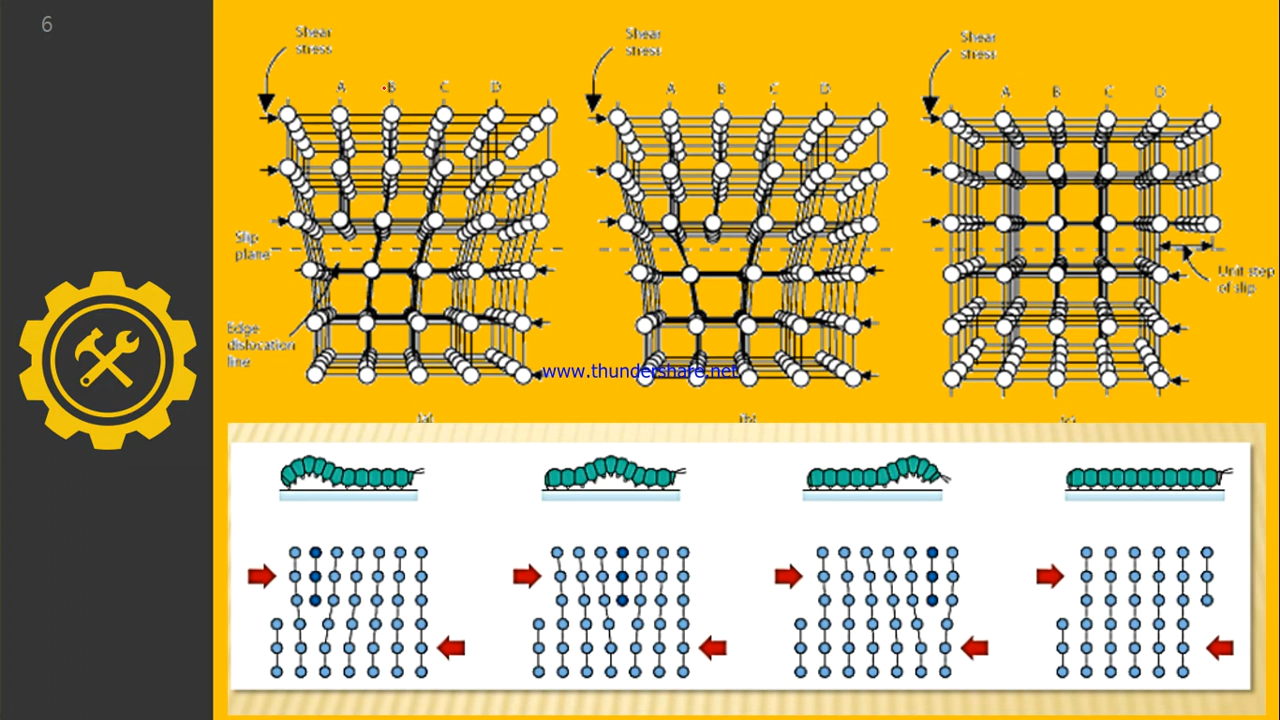 6
Shear
stress
Shear
stress
Shear
stress
A B C D
A B C D
A B C D
Slip
plane
Unit step
of slip
Edge
dislocation
line
www.thundershare.net
(a) (b) (c)